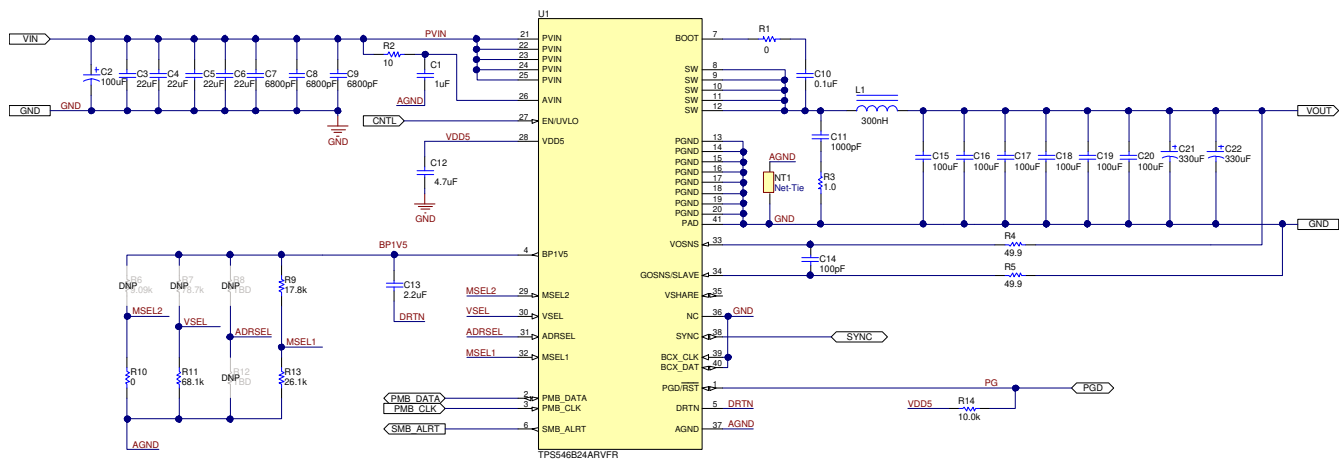 U1
VIN
PVIN
C2
100uF
C3
22uF
C4
22uF
C5
22uF
C6
22uF
C7
6800pF
C8
6800pF
C9
6800pF
R2
10
C1
1uF
AGND
GND
GND
GND
CNTL
VDD5
C12
4.7uF
GND
21 PVIN
22 PVIN
23 PVIN
24 PVIN
25 PVIN
26 AVIN
27 EN/UVLO
28 VDD5
4 BP1V5
29 MSEL2
30 VSEL
31 ADRSEL
32 MSEL1
2 PMB_DATA
3 PMB_CLK
6 SMB_ALRT
BOOT 7
SW 8
SW 9
SW 10
SW 11
SW 12
PGND 13
PGND 14
PGND 15
PGND 16
PGND 17
PGND 18
PGND 19
PGND 20
PAD 41
VOSNS 33
GOSNS/SLAVE 34
VSHARE 35
NC 36
SYNC 38
BCX_CLK 39
BCX_DAT 40
PGD/RST 1
DRTN 5
AGND 37
TPS546B24ARVFR
R1
0
C10
0.1uF
L1
300nH
C11
1000pF
R3
1.0
AGND
NT1
Net-Tie
GND
C15
100uF
C16
100uF
C17
100uF
C18
100uF
C19
100uF
C20
100uF
C21
330uF
C22
330uF
VOUT
GND
R4
49.9
C14
100pF
R5
49.9
GND
SYNC
PG
PGD
VDD5
R14
10.0k
DRTN
AGND
BP1V5
R6
DNP
9.09k
R7
DNP
18.7k
R8
DNP
TBD
R9
17.8k
C13
2.2uF
DRTN
MSEL2
VSEL
ADRSEL
MSEL1
MSEL2
VSEL
ADRSEL
MSEL1
R10
0
R11
68.1k
R12
DNP
TBD
R13
26.1k
AGND
PMB_DATA
PMB_CLK
SMB_ALRT